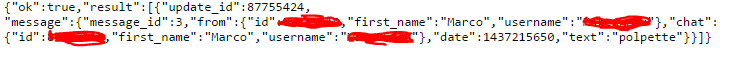 {"ok":true,"result":[{"update_id":87755424,
"message":{"message_id":3,"from":{"id" ,"first_name":"Marco","username":" "},"chat":
{"id": ,"first_name":"Marco","username":" "},"date":1437215650,"text":"polpette"}}]}